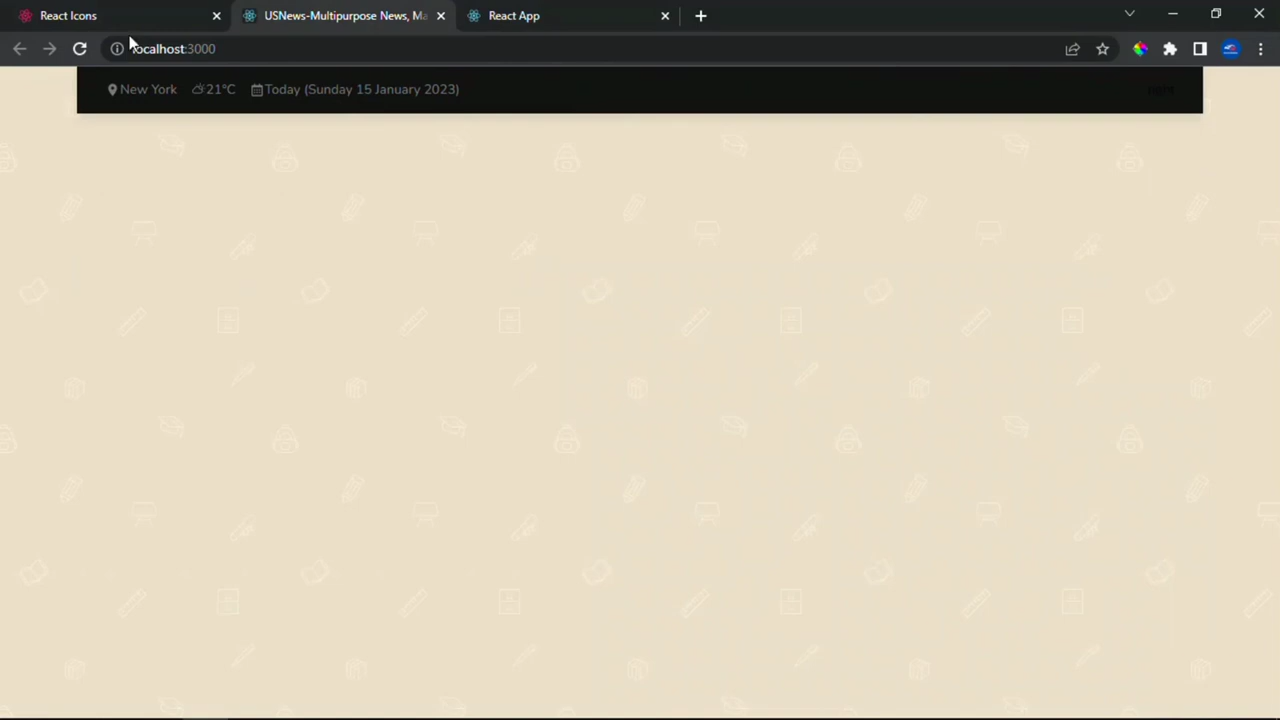 React Icons
USNews-Multipurpose News, Ma
React App
localhost:3000
New York 21°C Today (Sunday 15 January 2023)